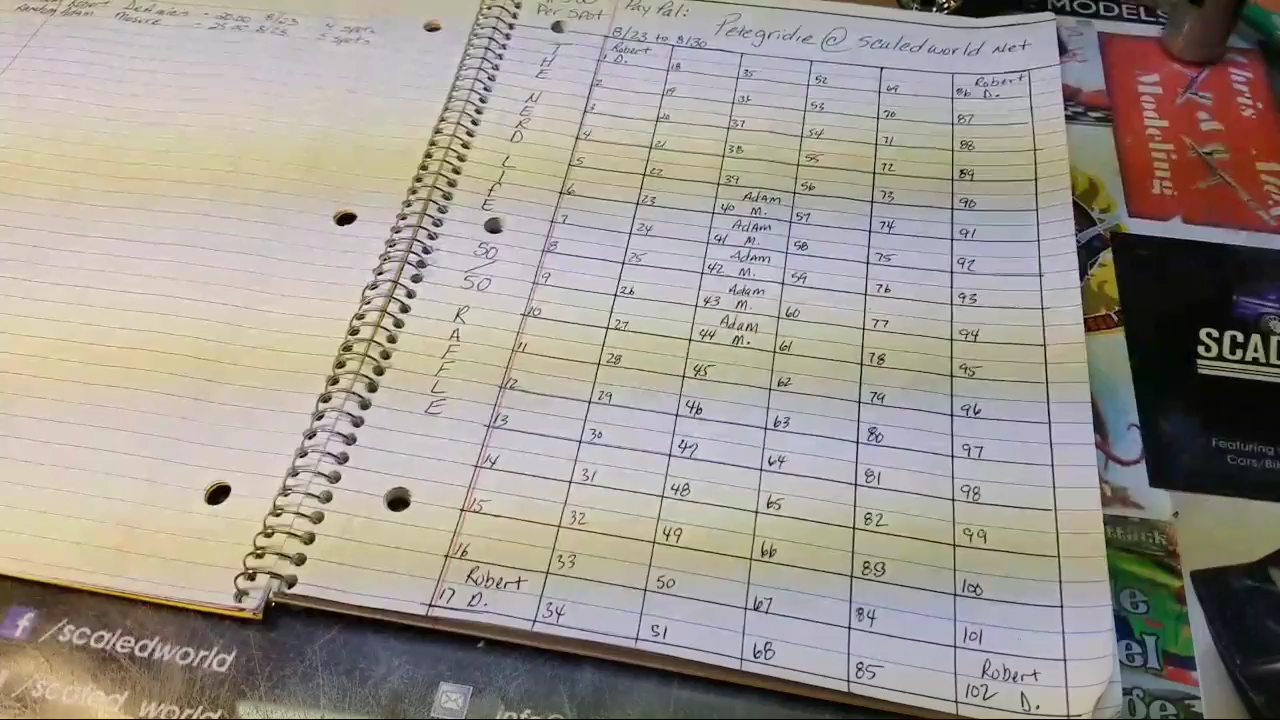 Per Spot
PayPal:
Petegridie @ scaledworld Net
8/23 to 8/30
THE
NERD
LIFE
50
50
RAFFLE
1 Robert D. 18 35 52 69 86 Robert D.
2 19 36 53 70 87
3 20 37 54 71 88
4 21 38 55 72 89
5 22 39 56 73 90
6 23 40 Adam M. 57 74 91
7 24 41 Adam M. 58 75 92
8 25 42 Adam M. 59 76 93
9 26 43 Adam M. 60 77 94
10 27 44 Adam M. 61 78 95
11 28 45 62 79 96
12 29 46 63 80 97
13 30 47 64 81 98
14 31 48 65 82 99
15 32 49 66 83 100
16 33 50 67 84 101
17 Robert D. 34 51 68 85 102 Robert D.
MODELS
Modeling
SCAD
Featuring
Cars/Bik
f /scaledworld
/scaled_world